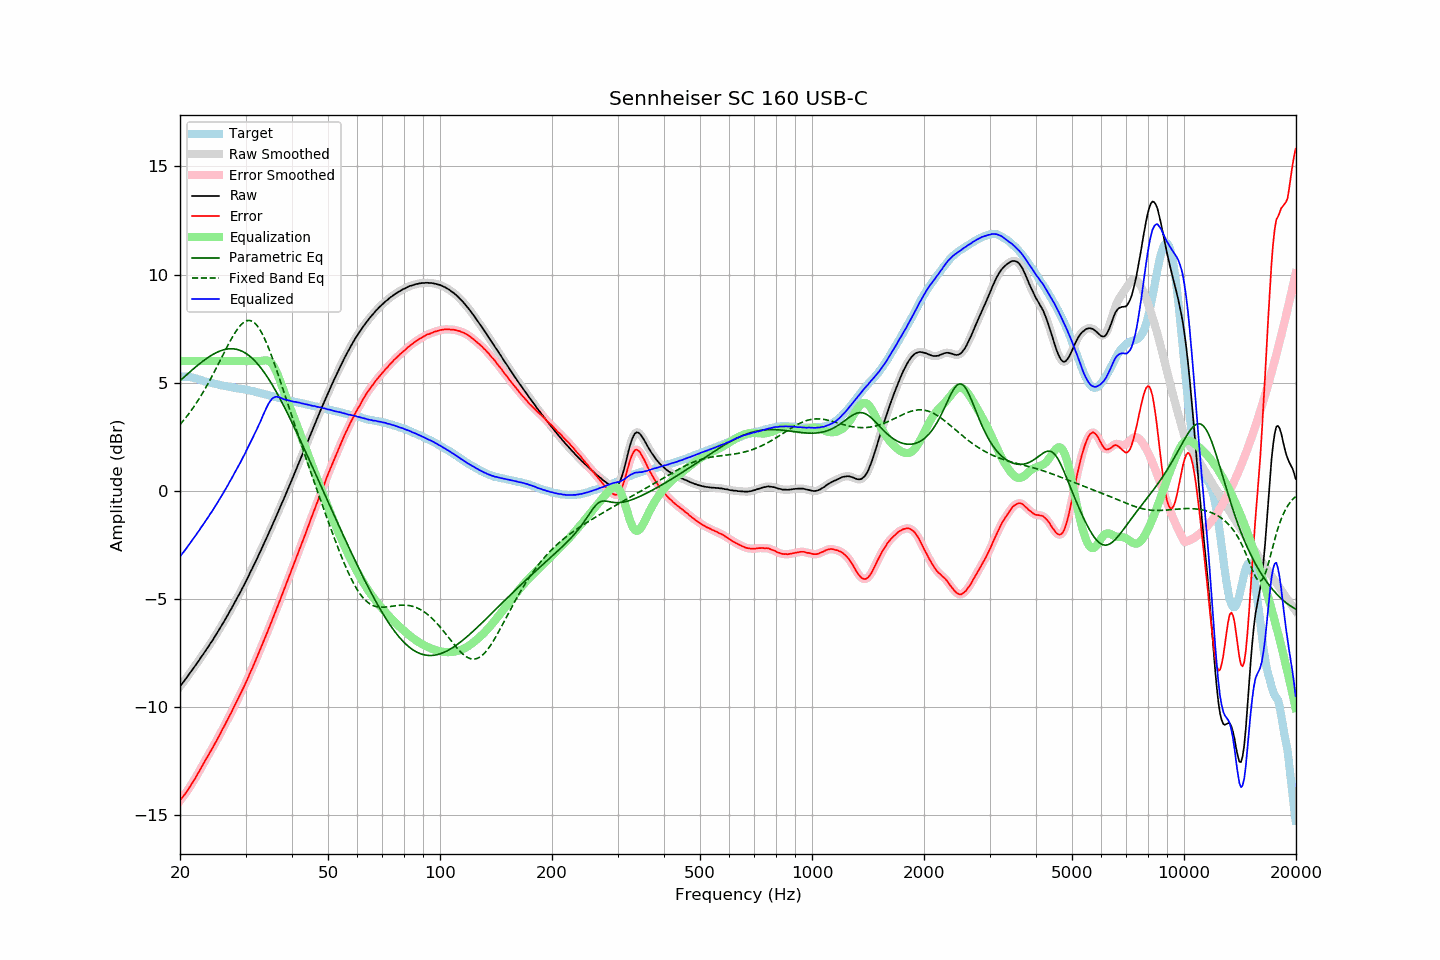 Sennheiser SC 160 USB-C
Target
Raw Smoothed
Error Smoothed
Raw
Error
Equalization
Parametric Eq
Fixed Band Eq
Equalized
Amplitude (dBr)
15
10
5
0
−5
−10
−15
20 50 100 200 500 1000 2000 5000 10000 20000
Frequency (Hz)